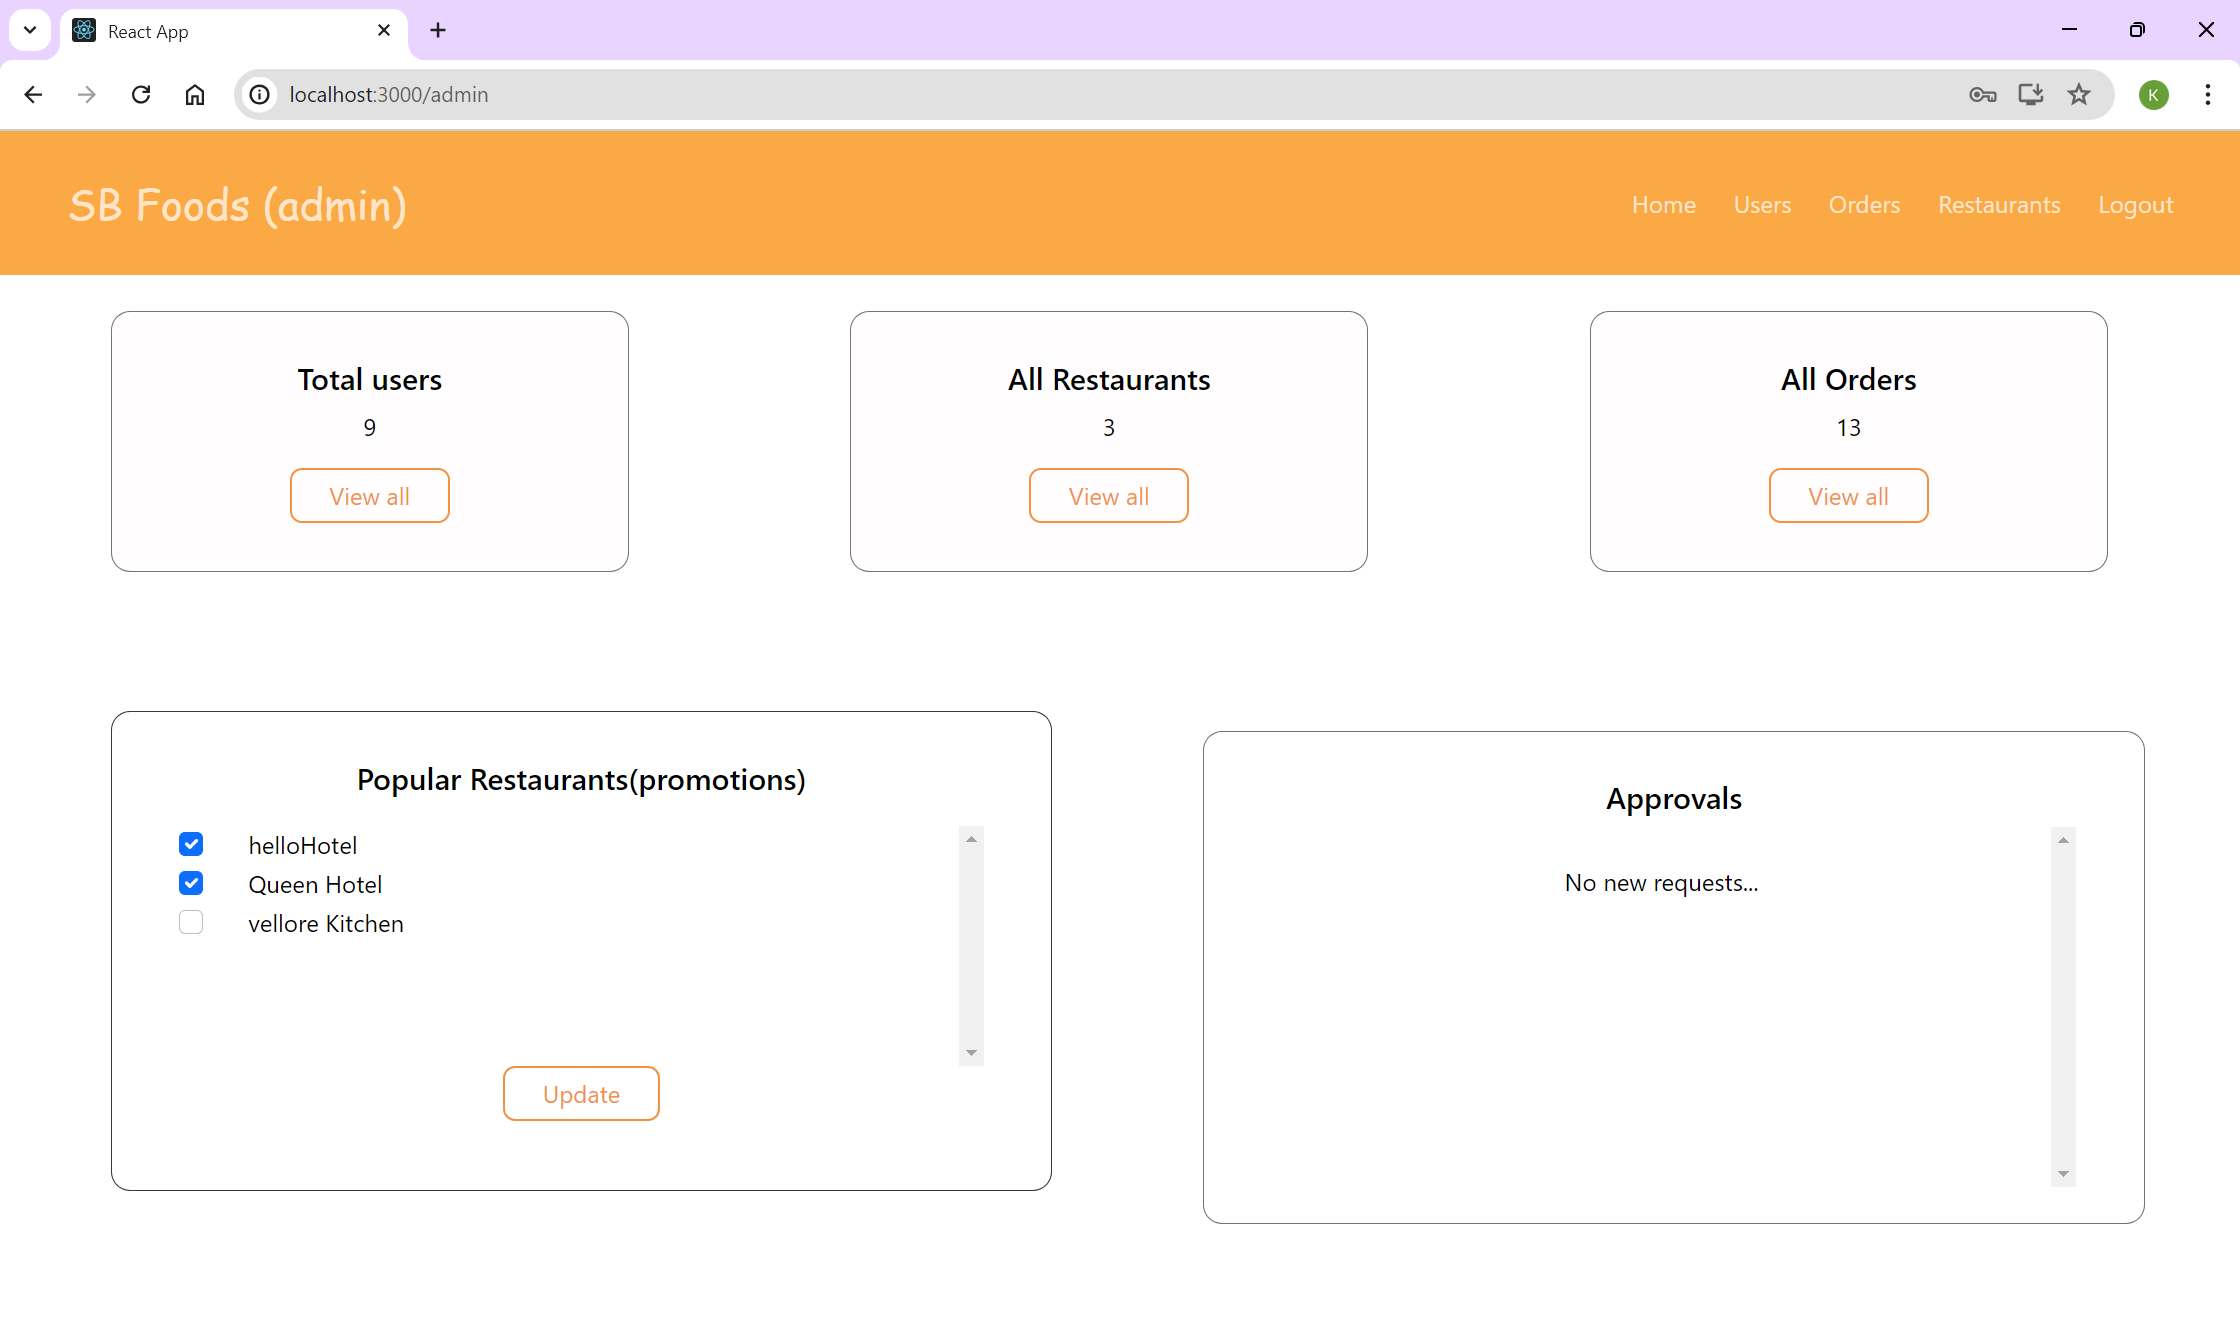 React App
localhost:3000/admin
K
SB Foods (admin)
Home Users Orders Restaurants Logout
Total users
9
View all
All Restaurants
3
View all
All Orders
13
View all
Popular Restaurants(promotions)
helloHotel
Queen Hotel
vellore Kitchen
Update
Approvals
No new requests...